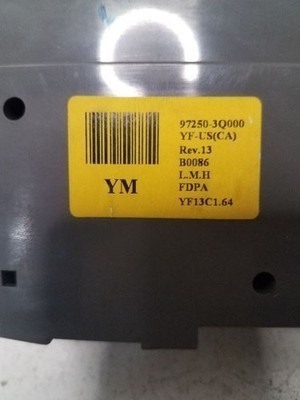 97250-3Q000
YF-US(CA)
Rev.13
B0086
L.M.H
YM
FDPA
YF13C1.64